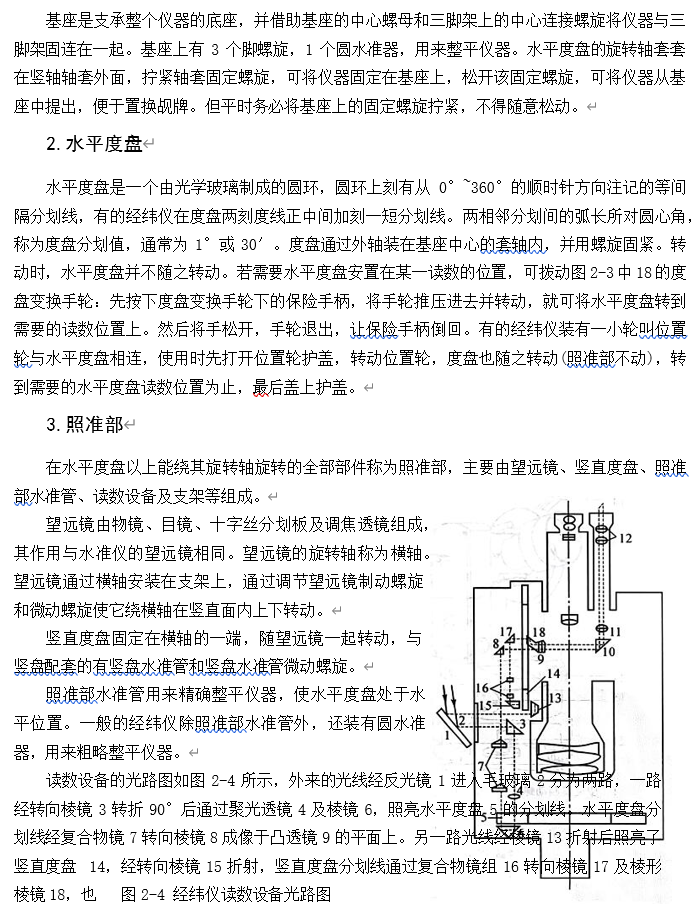 基座是支承整个仪器的底座，并借助基座的中心螺母和三脚架上的中心连接螺旋将仪器与三
脚架固连在一起。基座上有 3 个脚螺旋，1 个圆水准器，用来整平仪器。水平度盘的旋转轴套套
在竖轴轴套外面，拧紧轴套固定螺旋，可将仪器固定在基座上，松开该固定螺旋，可将仪器从基
座中提出，便于置换觇牌。但平时务必将基座上的固定螺旋拧紧，不得随意松动。
2.水平度盘
水平度盘是一个由光学玻璃制成的圆环，圆环上刻有从 0°~360°的顺时针方向注记的等间
隔分划线，有的经纬仪在度盘两刻度线正中间加刻一短分划线。两相邻分划间的弧长所对圆心角，
称为度盘分划值，通常为 1°或 30′。度盘通过外轴装在基座中心的套轴内，并用螺旋固紧。转
动时，水平度盘并不随之转动。若需要水平度盘安置在某一读数的位置，可拨动图2-3中18的度
盘变换手轮：先按下度盘变换手轮下的保险手柄，将手轮推压进去并转动，就可将水平度盘转到
需要的读数位置上。然后将手松开，手轮退出，让保险手柄倒回。有的经纬仪装有一小轮叫位置
轮与水平度盘相连，使用时先打开位置轮护盖，转动位置轮，度盘也随之转动(照准部不动)，转
到需要的水平度盘读数位置为止，最后盖上护盖。
3.照准部
在水平度盘以上能绕其旋转轴旋转的全部部件称为照准部，主要由望远镜、竖直度盘、照准
部水准管、读数设备及支架等组成。
望远镜由物镜、目镜、十字丝分划板及调焦透镜组成，
其作用与水准仪的望远镜相同。望远镜的旋转轴称为横轴。
望远镜通过横轴安装在支架上，通过调节望远镜制动螺旋
和微动螺旋使它绕横轴在竖直面内上下转动。
竖直度盘固定在横轴的一端，随望远镜一起转动，与
竖盘配套的有竖盘水准管和竖盘水准管微动螺旋。
照准部水准管用来精确整平仪器，使水平度盘处于水
平位置。一般的经纬仪除照准部水准管外，还装有圆水准
器，用来粗略整平仪器。
12
11
10
17
18
8
9
14
16
13
15
1
2
7
3
4
5
6
读数设备的光路图如图 2-4 所示，外来的光线经反光镜 1 进入毛玻璃 2 分为两路，一路
经转向棱镜 3 转折 90°后通过聚光透镜 4 及棱镜 6，照亮水平度盘 5 的分划线，水平度盘分
划线经复合物镜 7 转向棱镜 8 成像于凸透镜 9 的平面上。另一路光线经棱镜 13 折射后照亮了
竖直度盘 14，经转向棱镜 15 折射，竖直度盘分划线通过复合物镜组 16 转向棱镜 17 及棱形
棱镜 18，也 图 2-4 经纬仪读数设备光路图